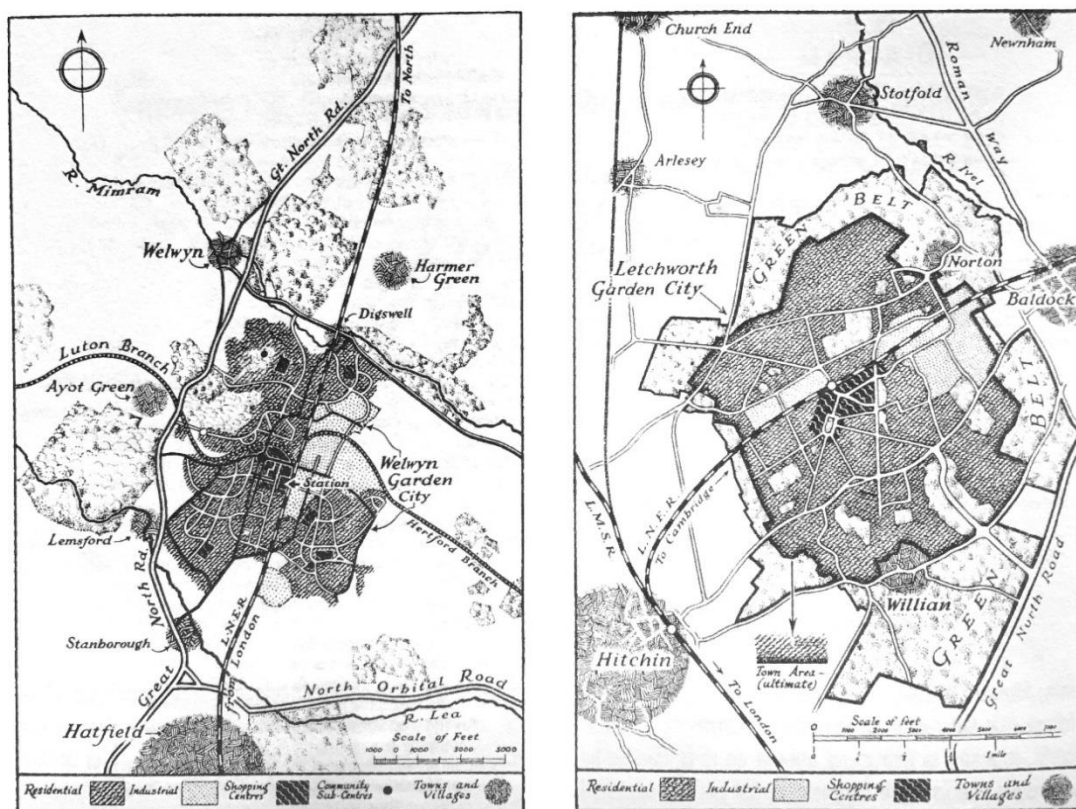 To North
Gt. North Rd.
R. Mimram
Welwyn
Harmer
Green
Digswell
Luton Branch
Ayot Green
Welwyn
Garden
City
Station
Lemsford
Hertford Branch
North Rd.
Stanborough
L.N.E.R.
From London
Great
North Orbital Road
R. Lea
Hatfield
Scale of Feet
1000 0 1000 3000 5000
Residential
Industrial
Shopping
Centres
Community
Sub-Centres
Towns and
Villages
Church End
Newnham
Roman
Way
Stotfold
Arlesey
R. Ivel
BELT
GREEN
Norton
Letchworth
Garden City
Baldock
BELT
L.M.S.R.
L.N.E.R.
To Cambridge
Willian
GREEN
Great North Road
Hitchin
Town Area-
(ultimate)
To London
Scale of feet
1 mile
Residential
Industrial
Shopping
Centres
Towns and
Villages